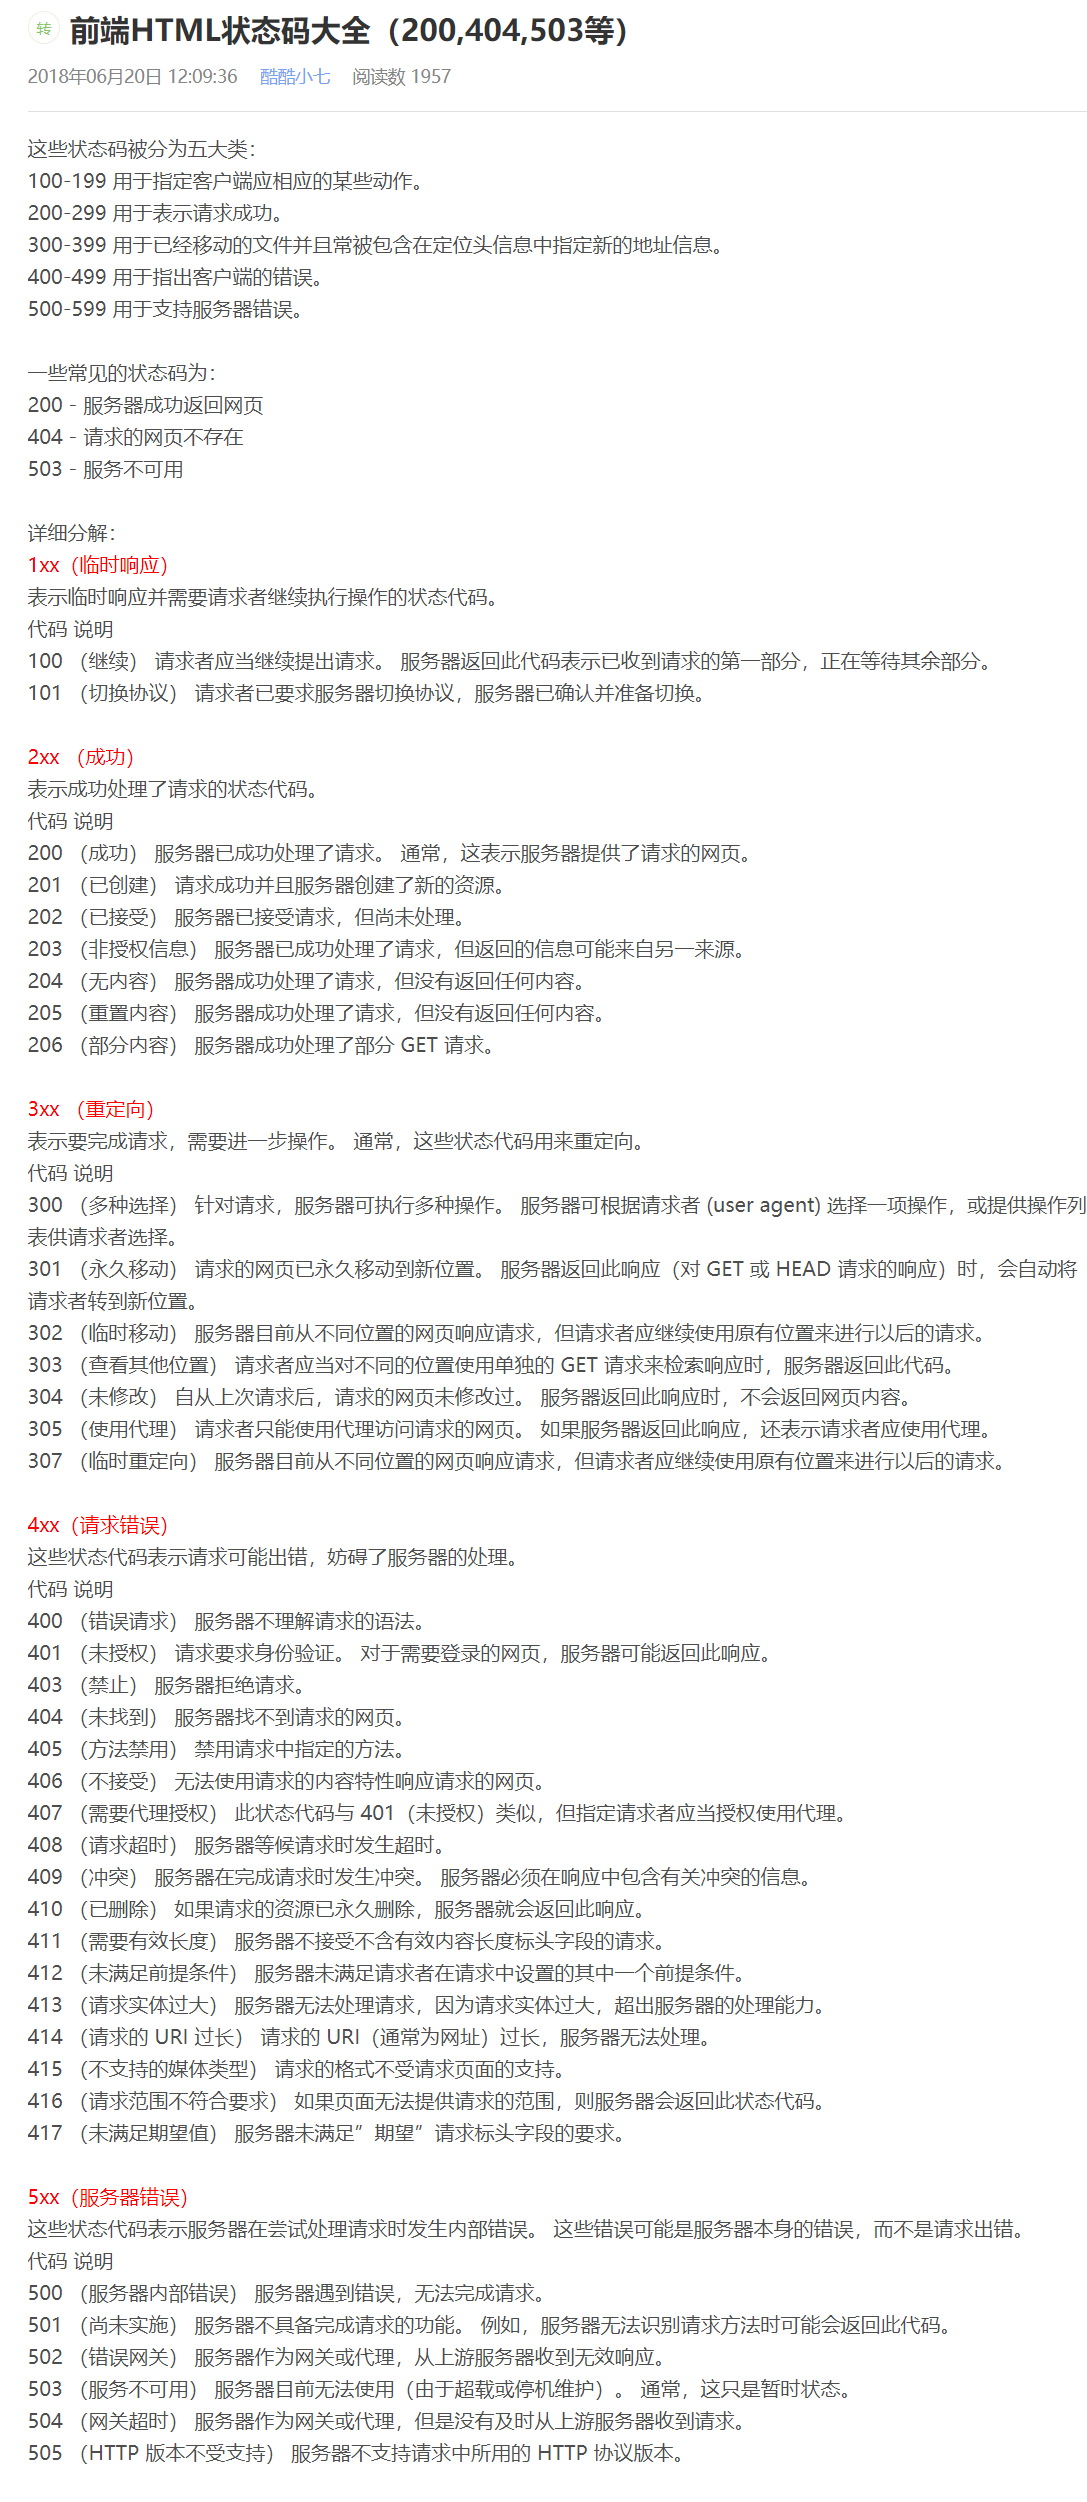 转 前端HTML状态码大全（200,404,503等）
2018年06月20日 12:09:36 酷酷小七 阅读数 1957
这些状态码被分为五大类：
100-199 用于指定客户端应相应的某些动作。
200-299 用于表示请求成功。
300-399 用于已经移动的文件并且常被包含在定位头信息中指定新的地址信息。
400-499 用于指出客户端的错误。
500-599 用于支持服务器错误。
一些常见的状态码为：
200 - 服务器成功返回网页
404 - 请求的网页不存在
503 - 服务不可用
详细分解：
1xx（临时响应）
表示临时响应并需要请求者继续执行操作的状态代码。
代码 说明
100 （继续） 请求者应当继续提出请求。 服务器返回此代码表示已收到请求的第一部分，正在等待其余部分。
101 （切换协议） 请求者已要求服务器切换协议，服务器已确认并准备切换。
2xx （成功）
表示成功处理了请求的状态代码。
代码 说明
200 （成功） 服务器已成功处理了请求。 通常，这表示服务器提供了请求的网页。
201 （已创建） 请求成功并且服务器创建了新的资源。
202 （已接受） 服务器已接受请求，但尚未处理。
203 （非授权信息） 服务器已成功处理了请求，但返回的信息可能来自另一来源。
204 （无内容） 服务器成功处理了请求，但没有返回任何内容。
205 （重置内容） 服务器成功处理了请求，但没有返回任何内容。
206 （部分内容） 服务器成功处理了部分 GET 请求。
3xx （重定向）
表示要完成请求，需要进一步操作。 通常，这些状态代码用来重定向。
代码 说明
300 （多种选择） 针对请求，服务器可执行多种操作。 服务器可根据请求者 (user agent) 选择一项操作，或提供操作列
表供请求者选择。
301 （永久移动） 请求的网页已永久移动到新位置。 服务器返回此响应（对 GET 或 HEAD 请求的响应）时，会自动将
请求者转到新位置。
302 （临时移动） 服务器目前从不同位置的网页响应请求，但请求者应继续使用原有位置来进行以后的请求。
303 （查看其他位置） 请求者应当对不同的位置使用单独的 GET 请求来检索响应时，服务器返回此代码。
304 （未修改） 自从上次请求后，请求的网页未修改过。 服务器返回此响应时，不会返回网页内容。
305 （使用代理） 请求者只能使用代理访问请求的网页。 如果服务器返回此响应，还表示请求者应使用代理。
307 （临时重定向） 服务器目前从不同位置的网页响应请求，但请求者应继续使用原有位置来进行以后的请求。
4xx（请求错误）
这些状态代码表示请求可能出错，妨碍了服务器的处理。
代码 说明
400 （错误请求） 服务器不理解请求的语法。
401 （未授权） 请求要求身份验证。 对于需要登录的网页，服务器可能返回此响应。
403 （禁止） 服务器拒绝请求。
404 （未找到） 服务器找不到请求的网页。
405 （方法禁用） 禁用请求中指定的方法。
406 （不接受） 无法使用请求的内容特性响应请求的网页。
407 （需要代理授权） 此状态代码与 401（未授权）类似，但指定请求者应当授权使用代理。
408 （请求超时） 服务器等候请求时发生超时。
409 （冲突） 服务器在完成请求时发生冲突。 服务器必须在响应中包含有关冲突的信息。
410 （已删除） 如果请求的资源已永久删除，服务器就会返回此响应。
411 （需要有效长度） 服务器不接受不含有效内容长度标头字段的请求。
412 （未满足前提条件） 服务器未满足请求者在请求中设置的其中一个前提条件。
413 （请求实体过大） 服务器无法处理请求，因为请求实体过大，超出服务器的处理能力。
414 （请求的 URI 过长） 请求的 URI（通常为网址）过长，服务器无法处理。
415 （不支持的媒体类型） 请求的格式不受请求页面的支持。
416 （请求范围不符合要求） 如果页面无法提供请求的范围，则服务器会返回此状态代码。
417 （未满足期望值） 服务器未满足”期望”请求标头字段的要求。
5xx（服务器错误）
这些状态代码表示服务器在尝试处理请求时发生内部错误。 这些错误可能是服务器本身的错误，而不是请求出错。
代码 说明
500 （服务器内部错误） 服务器遇到错误，无法完成请求。
501 （尚未实施） 服务器不具备完成请求的功能。 例如，服务器无法识别请求方法时可能会返回此代码。
502 （错误网关） 服务器作为网关或代理，从上游服务器收到无效响应。
503 （服务不可用） 服务器目前无法使用（由于超载或停机维护）。 通常，这只是暂时状态。
504 （网关超时） 服务器作为网关或代理，但是没有及时从上游服务器收到请求。
505 （HTTP 版本不受支持） 服务器不支持请求中所用的 HTTP 协议版本。